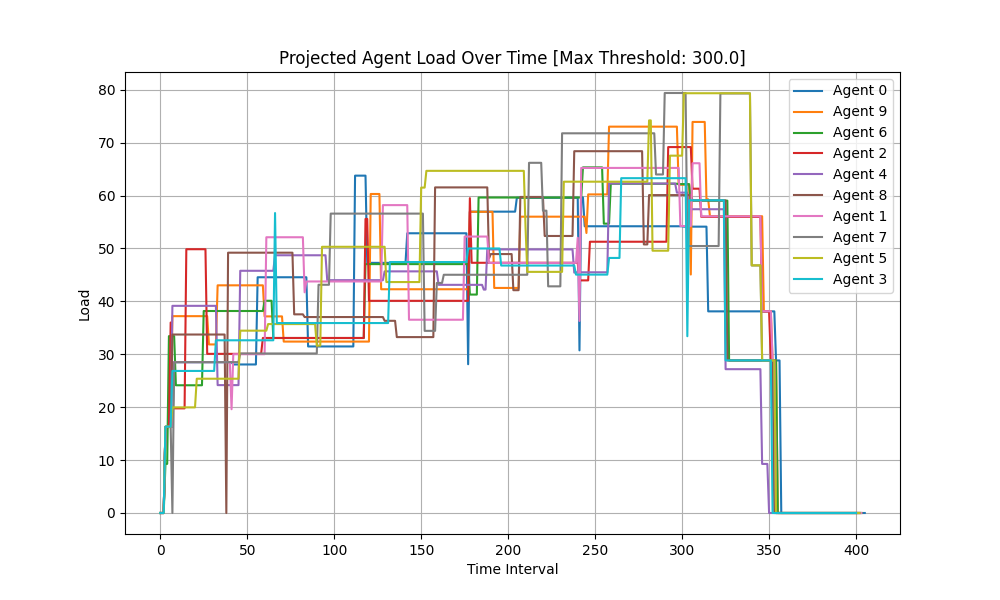 Projected Agent Load Over Time [Max Threshold: 300.0]
Load
80
70
60
50
40
30
20
10
0
Agent 0
Agent 9
Agent 6
Agent 2
Agent 4
Agent 8
Agent 1
Agent 7
Agent 5
Agent 3
0 50 100 150 200 250 300 350 400
Time Interval